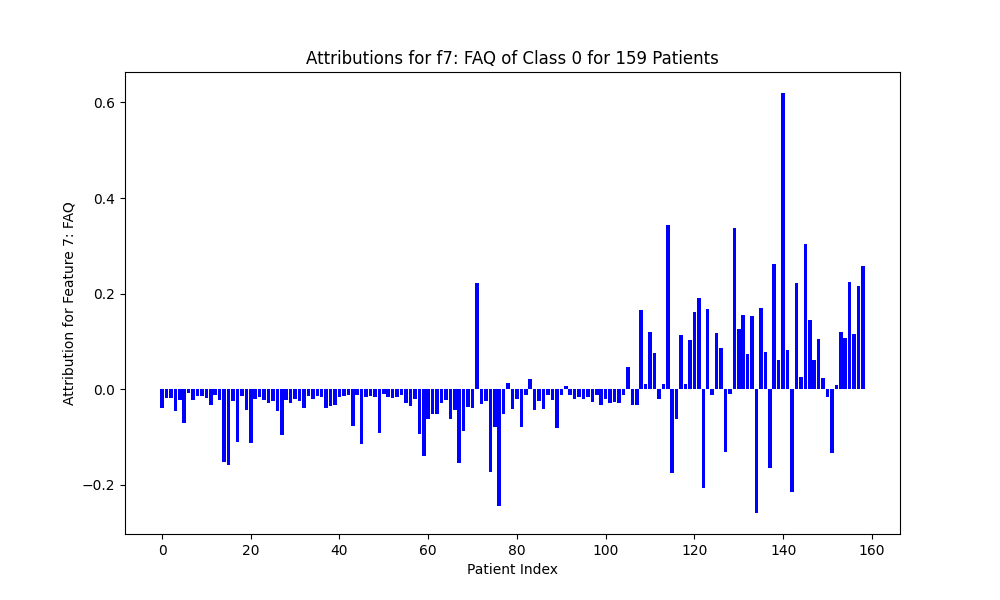 Attributions for f7: FAQ of Class 0 for 159 Patients
Attribution for Feature 7: FAQ
0.6
0.4
0.2
0.0
−0.2
0 20 40 60 80 100 120 140 160
Patient Index